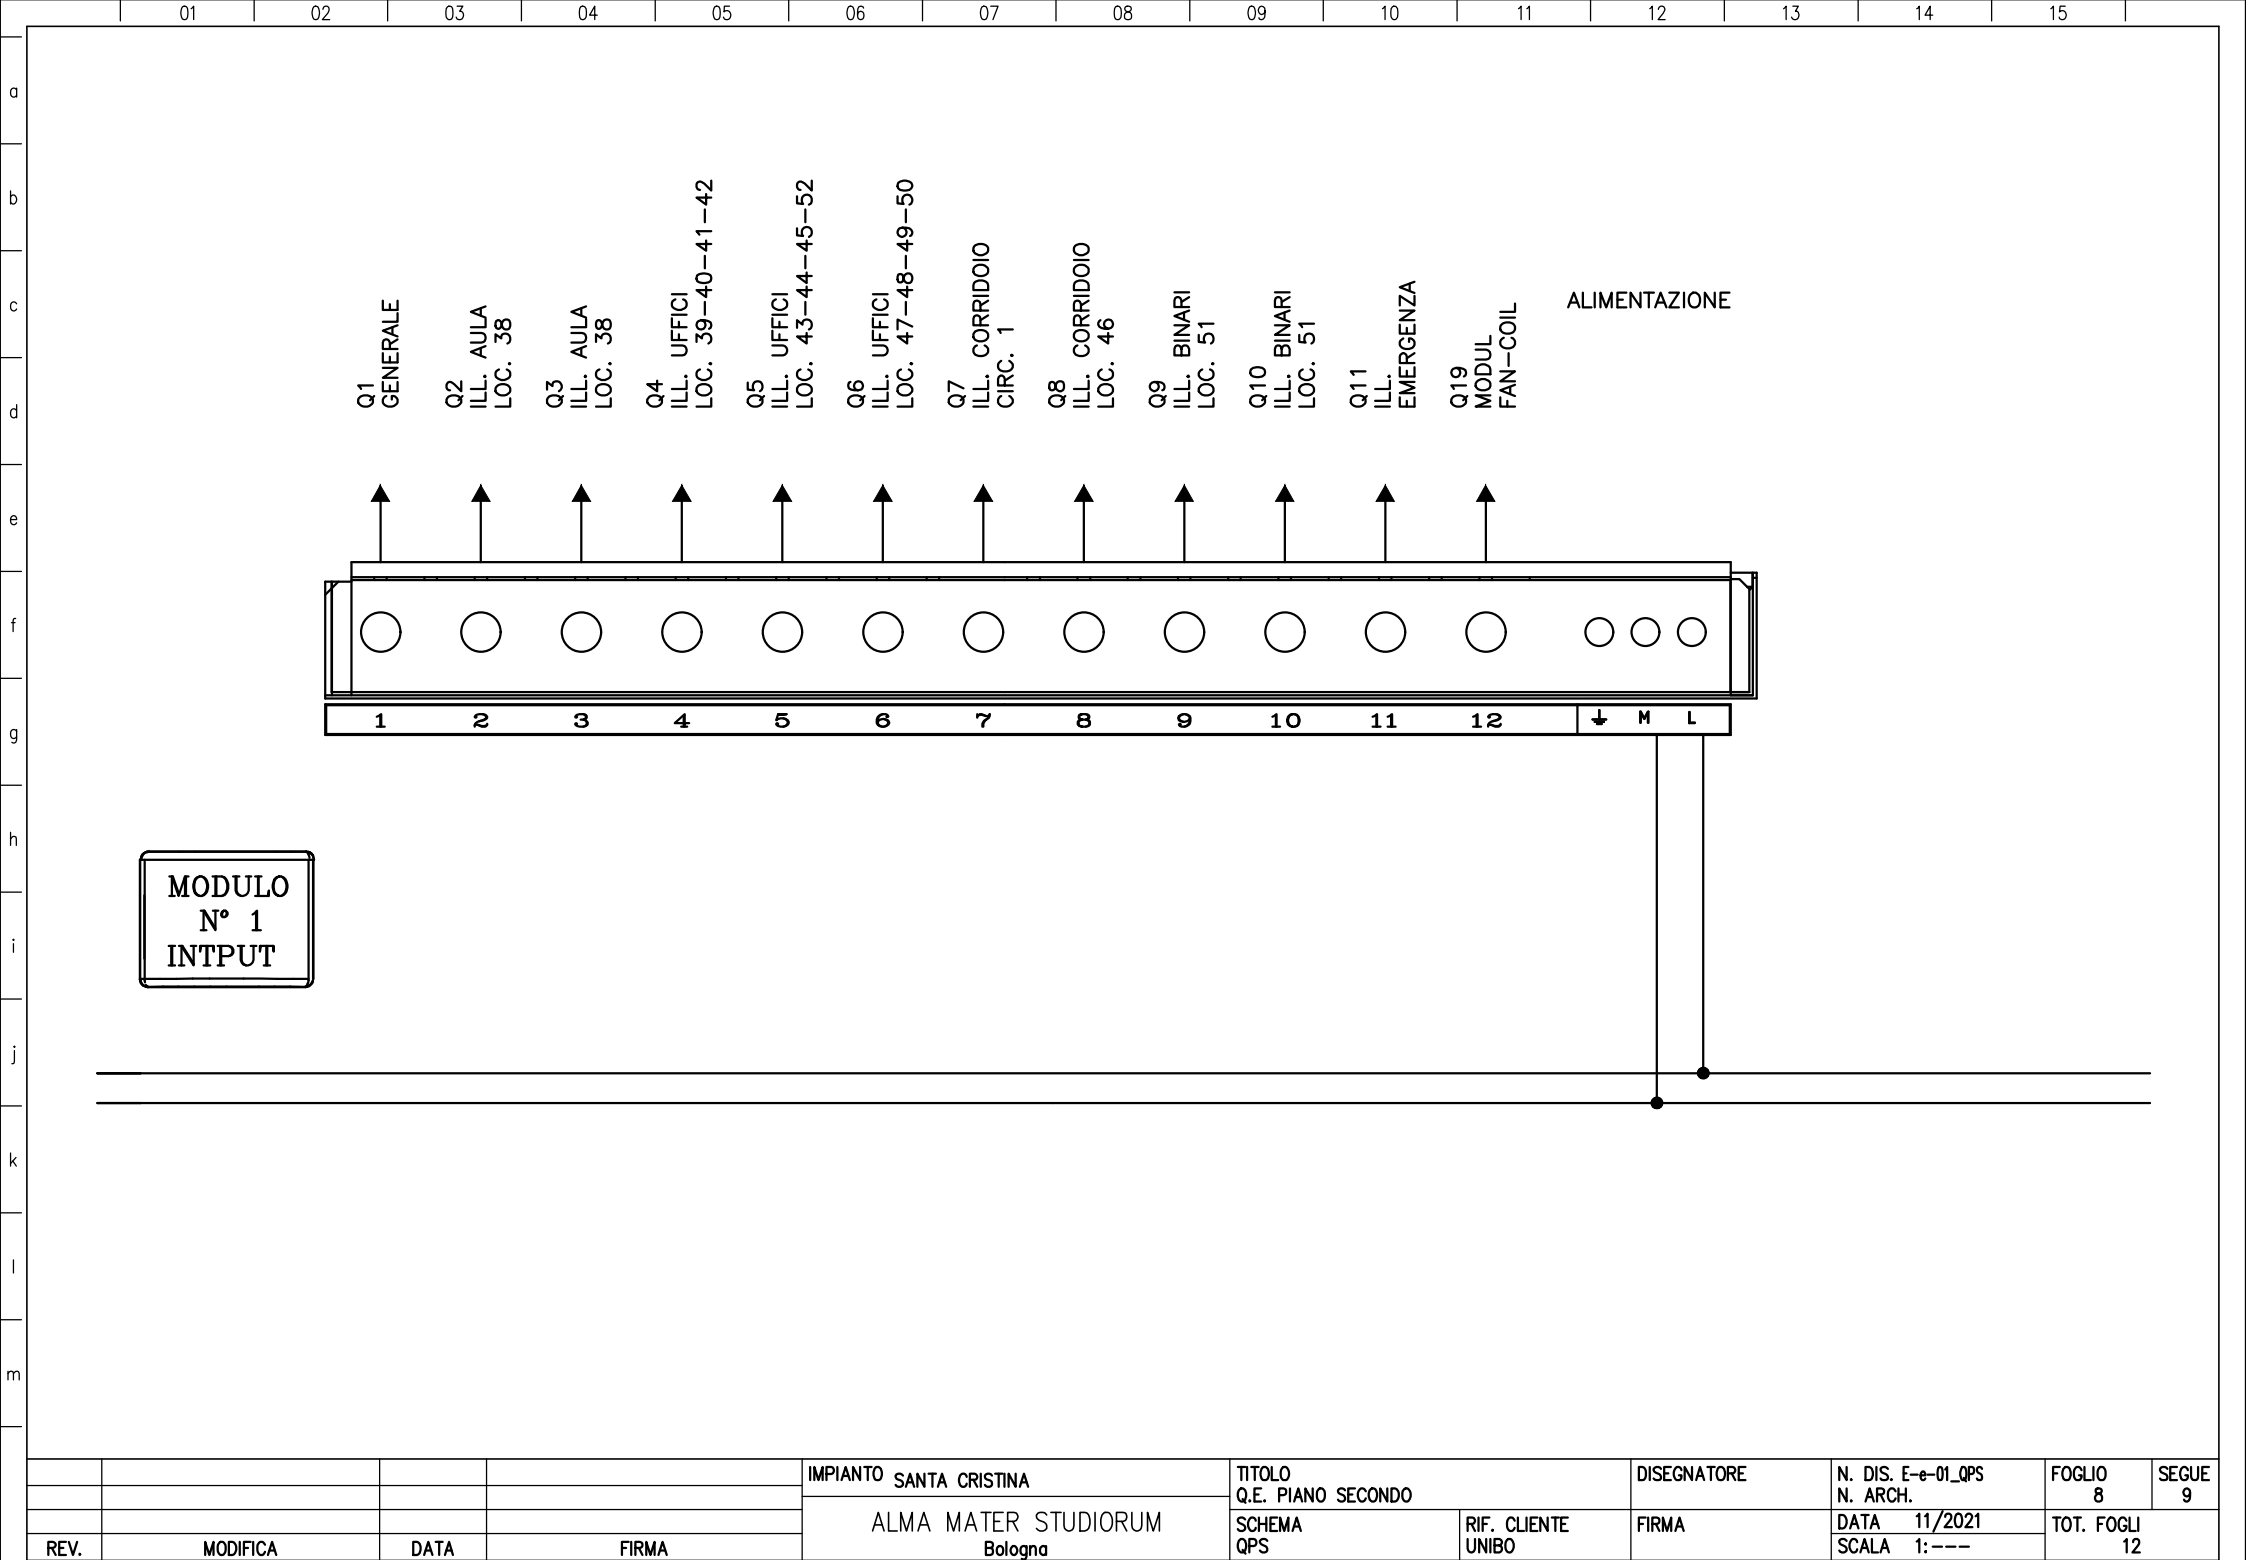 01 02 03 04 05 06 07 08 09 10 11 12 13 14 15
a
b
c
d
e
f
g
h
i
j
k
l
m
Q1
GENERALE
Q2
ILL. AULA
LOC. 38
Q3
ILL. AULA
LOC. 38
Q4
ILL. UFFICI
LOC. 39-40-41-42
Q5
ILL. UFFICI
LOC. 43-44-45-52
Q6
ILL. UFFICI
LOC. 47-48-49-50
Q7
ILL. CORRIDOIO
CIRC. 1
Q8
ILL. CORRIDOIO
LOC. 46
Q9
ILL. BINARI
LOC. 51
Q10
ILL. BINARI
LOC. 51
Q11
ILL.
EMERGENZA
Q19
MODUL
FAN-COIL
ALIMENTAZIONE
1 2 3 4 5 6 7 8 9 10 11 12 M L
MODULO
N° 1
INTPUT
REV. MODIFICA DATA FIRMA
IMPIANTO SANTA CRISTINA
ALMA MATER STUDIORUM
Bologna
TITOLO
Q.E. PIANO SECONDO
SCHEMA
QPS
RIF. CLIENTE
UNIBO
DISEGNATORE
FIRMA
N. DIS. E-e-01_QPS
N. ARCH.
DATA 11/2021
SCALA 1:---
FOGLIO
8
SEGUE
9
TOT. FOGLI
12